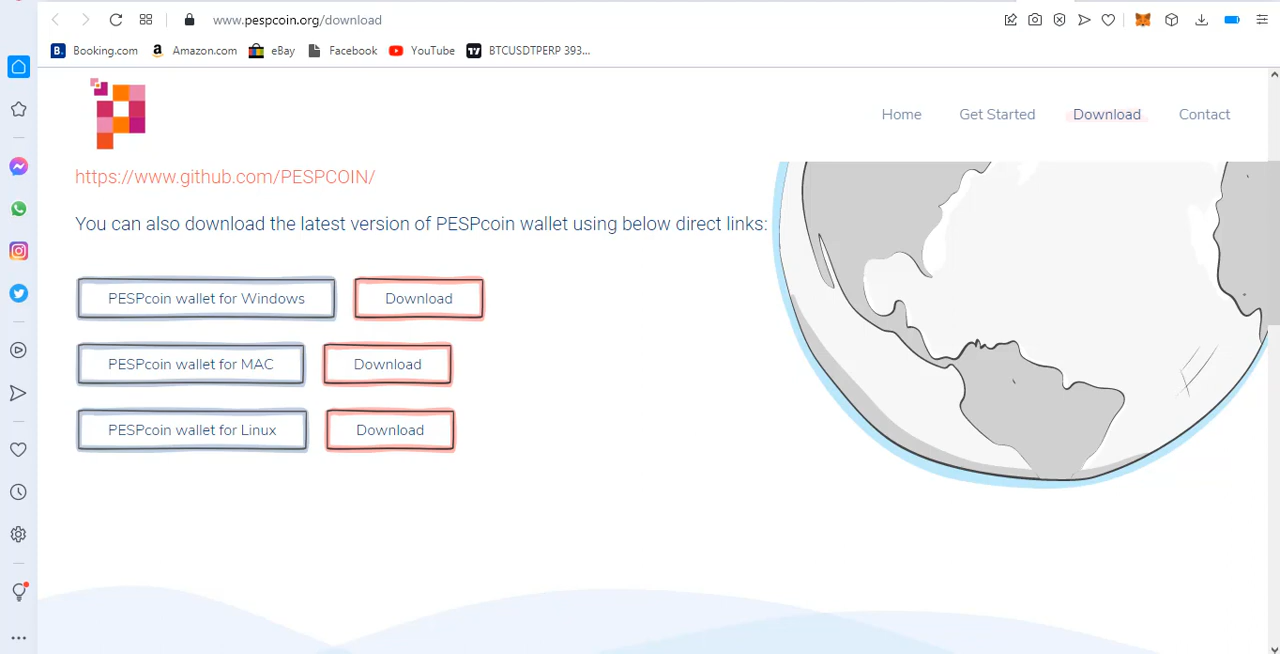 www.pespcoin.org/download
B. Booking.com a Amazon.com eBay Facebook YouTube BTCUSDTPERP 393...
Home Get Started Download Contact
https://www.github.com/PESPCOIN/
You can also download the latest version of PESPcoin wallet using below direct links:
PESPcoin wallet for Windows Download
PESPcoin wallet for MAC Download
PESPcoin wallet for Linux Download